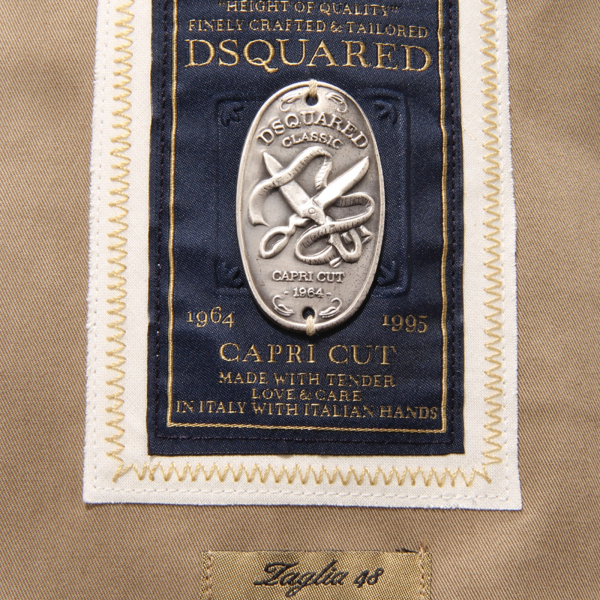 "HEIGHT OF QUALITY"
FINELY CRAFTED & TAILORED
DSQUARED
DSQUARED
CLASSIC
CAPRI CUT
- 1964 -
1964 1995
CAPRI CUT
MADE WITH TENDER
LOVE & CARE
IN ITALY WITH ITALIAN HANDS
Zaglia 48